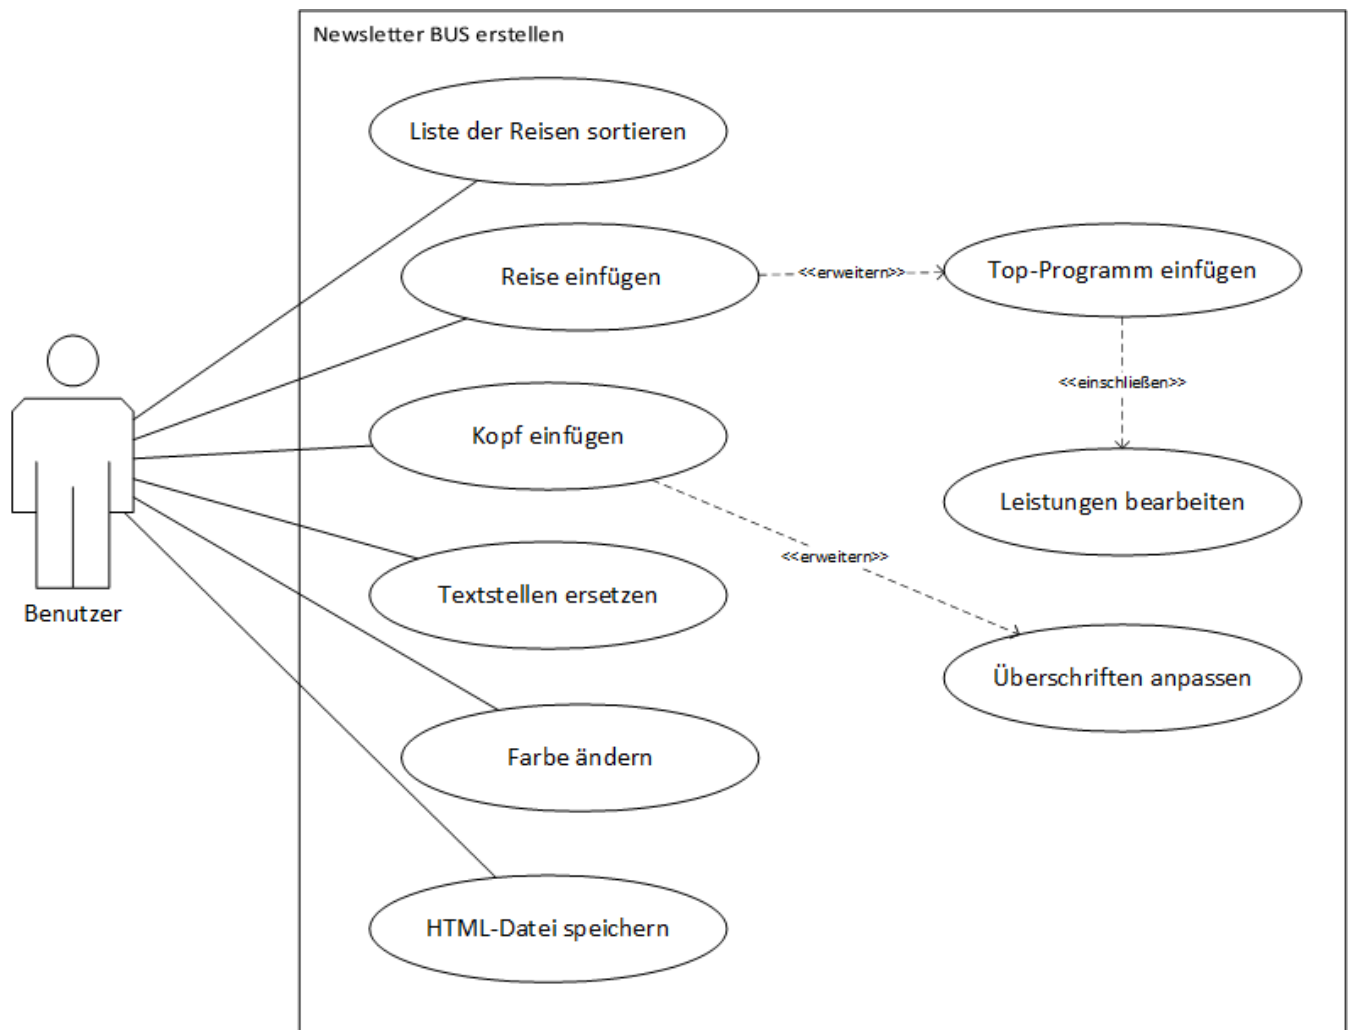 Newsletter BUS erstellen
Liste der Reisen sortieren
Reise einfügen
<<erweitern>>
Top-Programm einfügen
<<einschließen>>
Kopf einfügen
Leistungen bearbeiten
<<erweitern>>
Textstellen ersetzen
Benutzer
Überschriften anpassen
Farbe ändern
HTML-Datei speichern